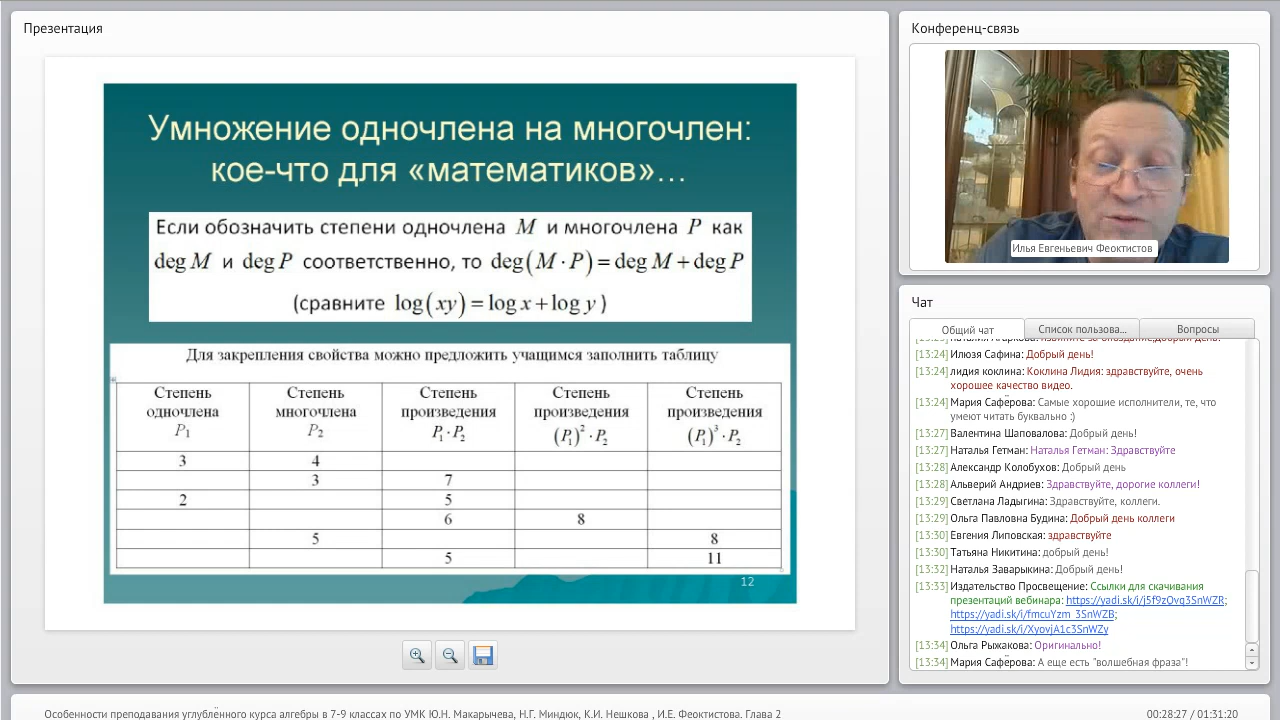 Презентация
Умножение одночлена на многочлен:
кое-что для «математиков»…
Если обозначить степени одночлена M и многочлена P как
deg M и deg P соответственно, то deg(M·P) = deg M + deg P
(сравните log(xy) = log x + log y)
Для закрепления свойства можно предложить учащимся заполнить таблицу
Степень одночлена P₁ Степень многочлена P₂ Степень произведения P₁·P₂ Степень произведения (P₁)²·P₂ Степень произведения (P₁)³·P₂
3 4
3 7
2 5
6 8
5 8
5 11
12
Конференц-связь
Илья Евгеньевич Феоктистов
Чат
Общий чат Список пользова... Вопросы
[13:24] Илюзя Сафина: Добрый день!
[13:24] лидия коклина: Коклина Лидия: здравствуйте, очень
хорошее качество видео.
[13:24] Мария Саферова: Самые хорошие исполнители, те, что
умеют читать буквально :)
[13:27] Валентина Шаповалова: Добрый день!
[13:27] Наталья Гетман: Наталья Гетман: Здравствуйте
[13:28] Александр Колобухов: Добрый день
[13:28] Альверий Андриев: Здравствуйте, дорогие коллеги!
[13:29] Светлана Ладыгина: Здравствуйте, коллеги.
[13:29] Ольга Павловна Будина: Добрый день коллеги
[13:30] Евгения Липовская: здравствуйте
[13:30] Татьяна Никитина: добрый день!
[13:32] Наталья Заварыкина: Добрый день!
[13:33] Издательство Просвещение: Ссылки для скачивания
презентаций вебинара: https://yadi.sk/i/j5f9zOvq3SnWZR;
https://yadi.sk/i/fmcuYzm_3SnWZB;
https://yadi.sk/i/XyovjA1c3SnWZy
[13:34] Ольга Рыжакова: Оригинально!
[13:34] Мария Саферова: А еще есть "волшебная фраза"!
Особенности преподавания углублённого курса алгебры в 7-9 классах по УМК Ю.Н. Макарычева, Н.Г. Миндюк, К.И. Нешкова , И.Е. Феоктистова. Глава 2
00:28:27 / 01:31:20